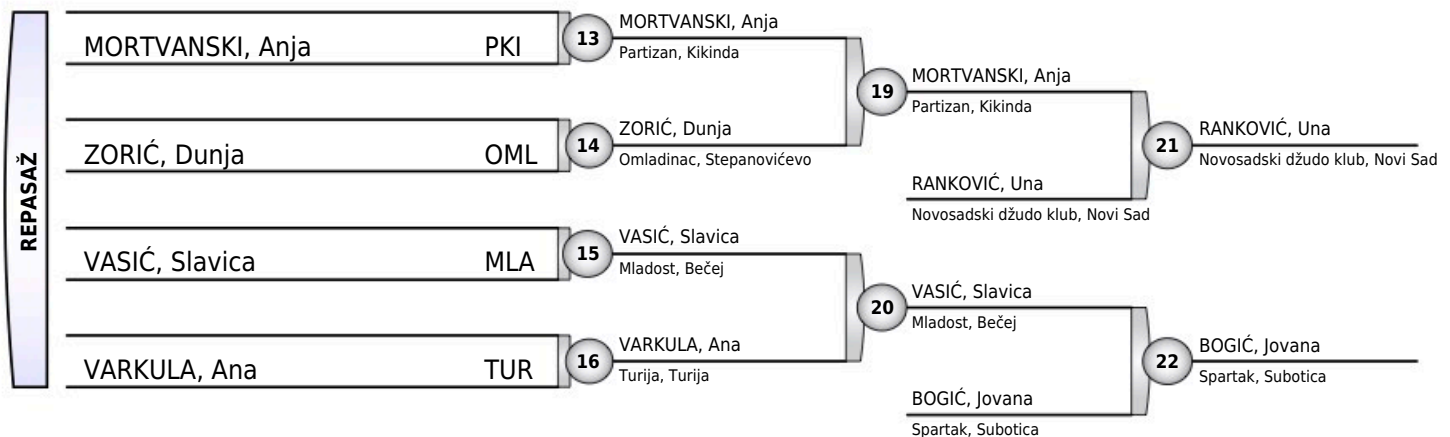 REPASAŽ
MORTVANSKI, Anja PKI
13
MORTVANSKI, Anja
Partizan, Kikinda
ZORIĆ, Dunja OML
14
ZORIĆ, Dunja
Omladinac, Stepanovićevo
19
MORTVANSKI, Anja
Partizan, Kikinda
RANKOVIĆ, Una
Novosadski džudo klub, Novi Sad
21
RANKOVIĆ, Una
Novosadski džudo klub, Novi Sad
VASIĆ, Slavica MLA
15
VASIĆ, Slavica
Mladost, Bečej
VARKULA, Ana TUR
16
VARKULA, Ana
Turija, Turija
20
VASIĆ, Slavica
Mladost, Bečej
BOGIĆ, Jovana
Spartak, Subotica
22
BOGIĆ, Jovana
Spartak, Subotica